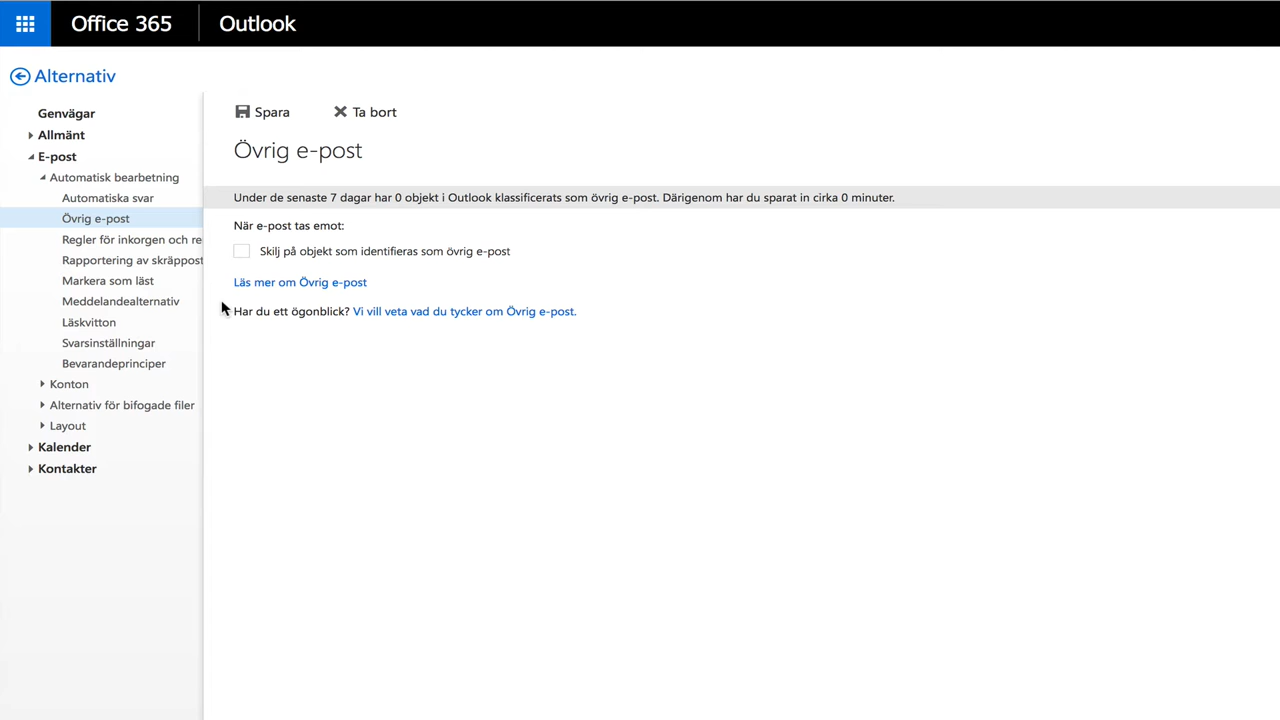 Office 365
Outlook
Alternativ
Genvägar
Allmänt
E-post
Automatisk bearbetning
Automatiska svar
Övrig e-post
Regler för inkorgen och re
Rapportering av skräppost
Markera som läst
Meddelandealternativ
Läskvitton
Svarsinställningar
Bevarandeprinciper
Konton
Alternativ för bifogade filer
Layout
Kalender
Kontakter
Spara
Ta bort
Övrig e-post
Under de senaste 7 dagar har 0 objekt i Outlook klassificerats som övrig e-post. Därigenom har du sparat in cirka 0 minuter.
När e-post tas emot:
Skilj på objekt som identifieras som övrig e-post
Läs mer om Övrig e-post
Har du ett ögonblick? Vi vill veta vad du tycker om Övrig e-post.